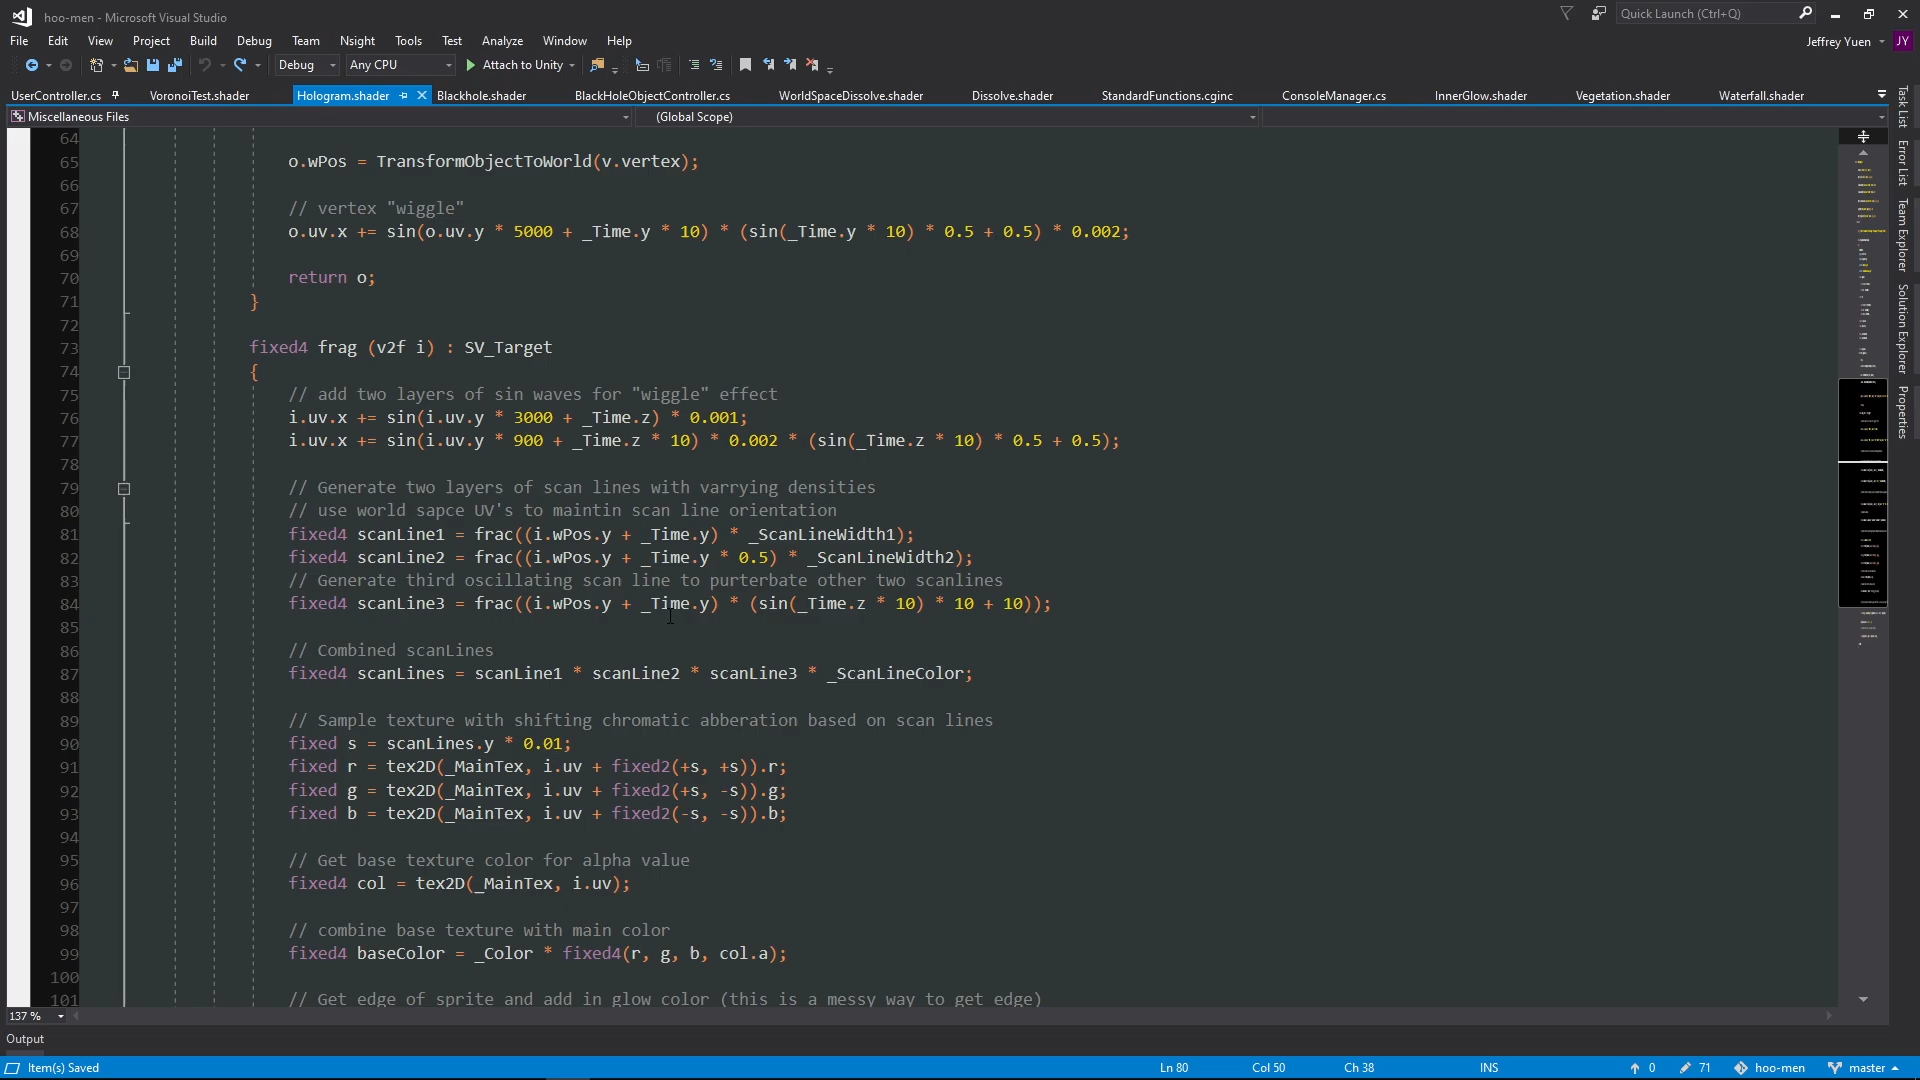 hoo-men - Microsoft Visual Studio
Quick Launch (Ctrl+Q)
File Edit View Project Build Debug Team Nsight Tools Test Analyze Window Help
Jeffrey Yuen JY
Debug Any CPU Attach to Unity
UserController.cs VoronoiTest.shader Hologram.shader Blackhole.shader BlackHoleObjectController.cs WorldSpaceDissolve.shader Dissolve.shader StandardFunctions.cginc ConsoleManager.cs InnerGlow.shader Vegetation.shader Waterfall.shader
Miscellaneous Files (Global Scope)
64
65 o.wPos = TransformObjectToWorld(v.vertex);
66
67 // vertex "wiggle"
68 o.uv.x += sin(o.uv.y * 5000 + _Time.y * 10) * (sin(_Time.y * 10) * 0.5 + 0.5) * 0.002;
69
70 return o;
71 }
72
73 fixed4 frag (v2f i) : SV_Target
74 {
75 // add two layers of sin waves for "wiggle" effect
76 i.uv.x += sin(i.uv.y * 3000 + _Time.z) * 0.001;
77 i.uv.x += sin(i.uv.y * 900 + _Time.z * 10) * 0.002 * (sin(_Time.z * 10) * 0.5 + 0.5);
78
79 // Generate two layers of scan lines with varrying densities
80 // use world sapce UV's to maintin scan line orientation
81 fixed4 scanLine1 = frac((i.wPos.y + _Time.y) * _ScanLineWidth1);
82 fixed4 scanLine2 = frac((i.wPos.y + _Time.y * 0.5) * _ScanLineWidth2);
83 // Generate third oscillating scan line to purterbate other two scanlines
84 fixed4 scanLine3 = frac((i.wPos.y + _Time.y) * (sin(_Time.z * 10) * 10 + 10));
85
86 // Combined scanLines
87 fixed4 scanLines = scanLine1 * scanLine2 * scanLine3 * _ScanLineColor;
88
89 // Sample texture with shifting chromatic abberation based on scan lines
90 fixed s = scanLines.y * 0.01;
91 fixed r = tex2D(_MainTex, i.uv + fixed2(+s, +s)).r;
92 fixed g = tex2D(_MainTex, i.uv + fixed2(+s, -s)).g;
93 fixed b = tex2D(_MainTex, i.uv + fixed2(-s, -s)).b;
94
95 // Get base texture color for alpha value
96 fixed4 col = tex2D(_MainTex, i.uv);
97
98 // combine base texture with main color
99 fixed4 baseColor = _Color * fixed4(r, g, b, col.a);
100
101 // Get edge of sprite and add in glow color (this is a messy way to get edge)
Task List
Error List
Team Explorer
Solution Explorer
Properties
137 %
Output
Item(s) Saved Ln 80 Col 50 Ch 38 INS 0 71 hoo-men master